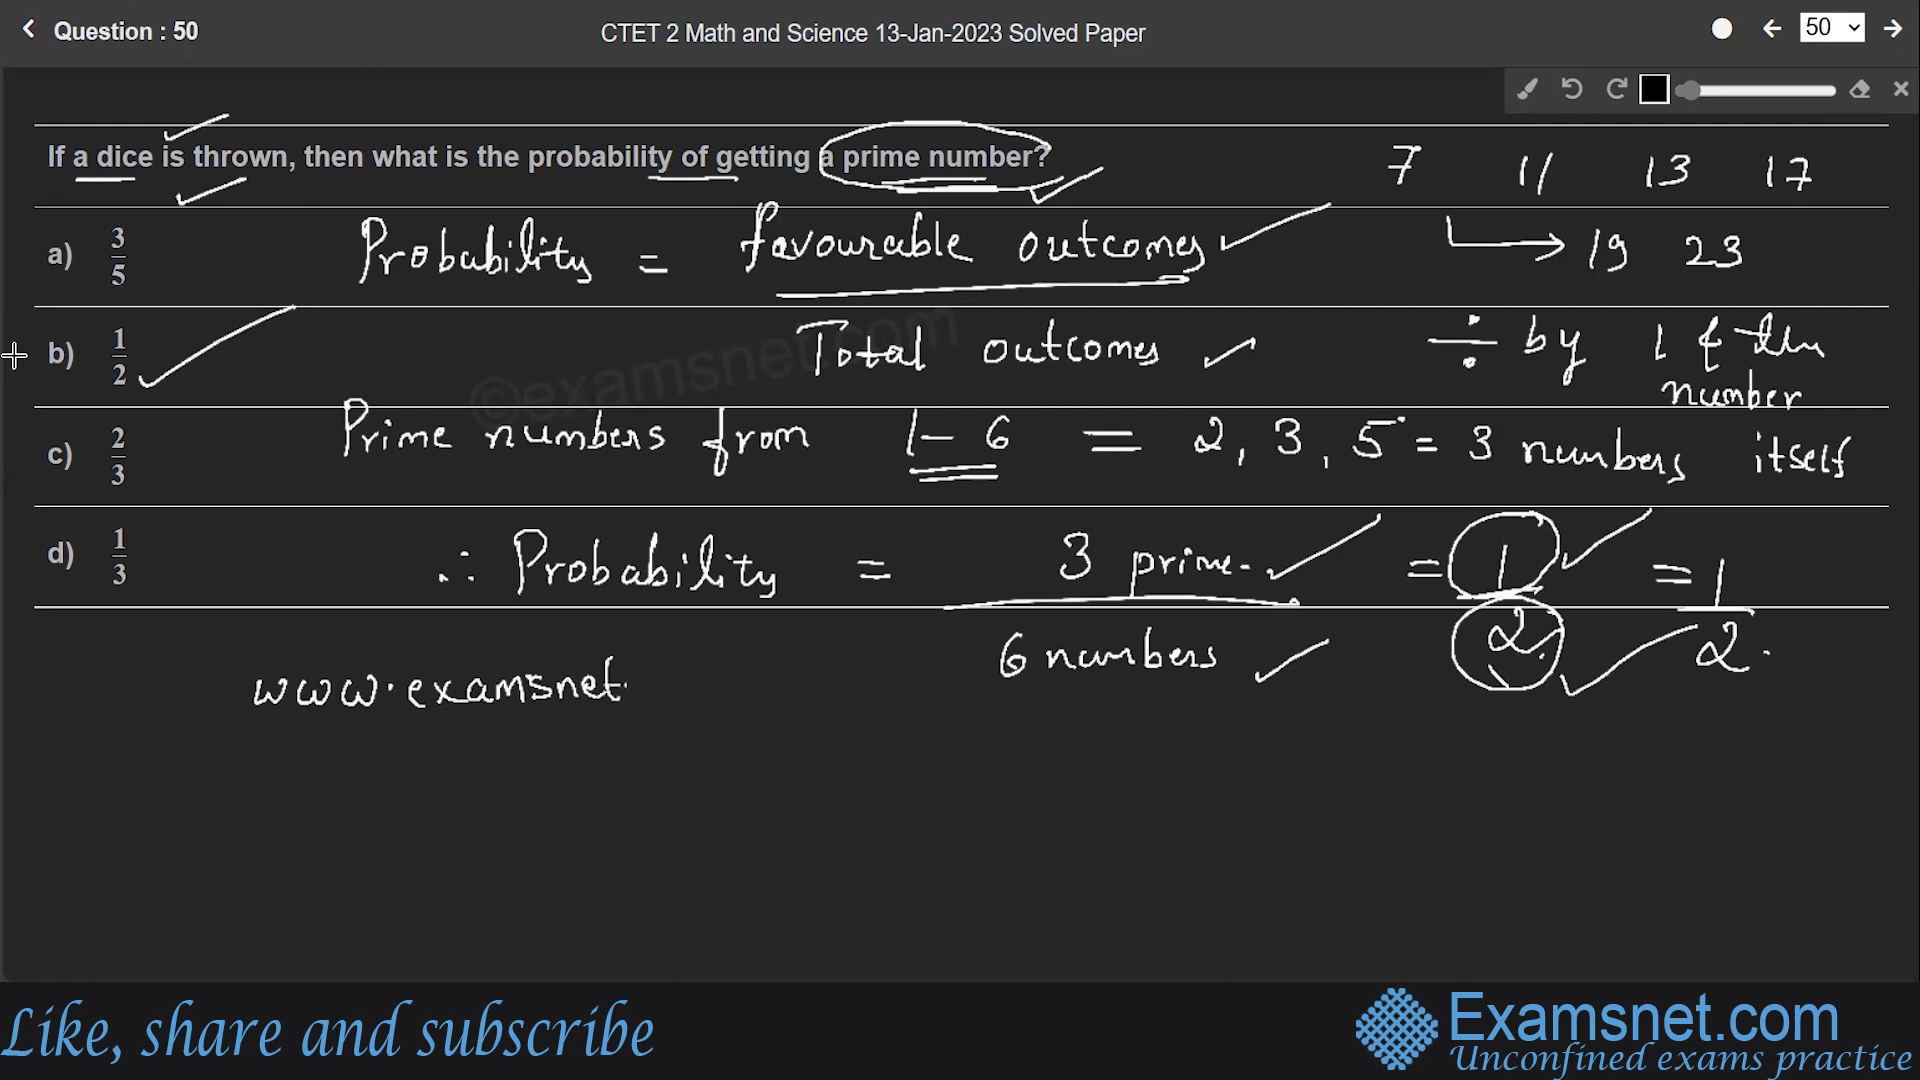 Question : 50
CTET 2 Math and Science 13-Jan-2023 Solved Paper
50
If a dice is thrown, then what is the probability of getting a prime number?
7 11 13 17
a) 3/5
Probability = favourable outcomes
19 23
b) 1/2
Total outcomes
÷ by 1 & the
number
itself
©examsnet.com
c) 2/3
Prime numbers from 1 - 6 = 2, 3, 5 = 3 numbers
d) 1/3
∴ Probability = 3 prime / 6 numbers = 1/2 = 1/2.
www.examsnet.
Like, share and subscribe
Examsnet.com
Unconfined exams practice